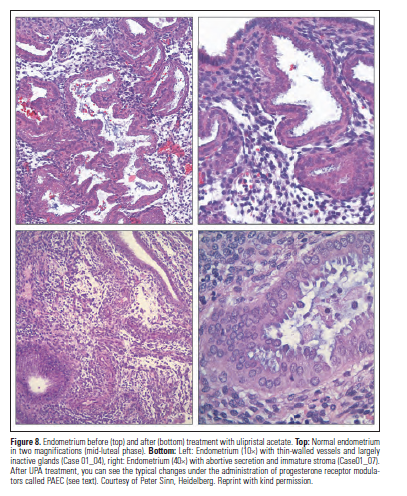 Figure 8. Endometrium before (top) and after (bottom) treatment with ulipristal acetate. Top: Normal endometrium
in two magnifications (mid-luteal phase). Bottom: Left: Endometrium (10×) with thin-walled vessels and largely
inactive glands (Case 01_04), right: Endometrium (40×) with abortive secretion and immature stroma (Case01_07).
After UPA treatment, you can see the typical changes under the administration of progesterone receptor modula-
tors called PAEC (see text). Courtesy of Peter Sinn, Heidelberg. Reprint with kind permission.